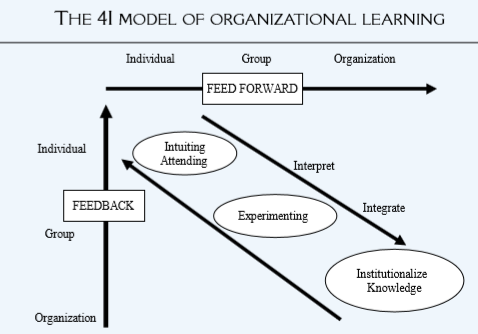 THE 4I MODEL OF ORGANIZATIONAL LEARNING
Individual Group Organization
FEED FORWARD
Individual
Intuiting
Attending
Interpret
FEEDBACK
Experimenting
Integrate
Group
Institutionalize
Knowledge
Organization